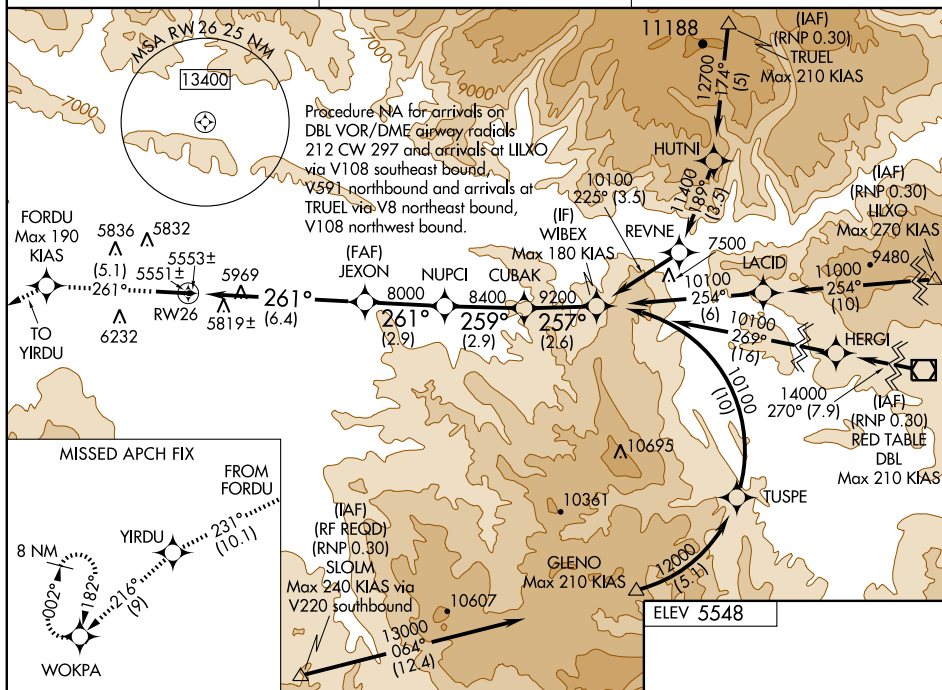 MSA RW26 25 NM
13400
7000
7000
9000
11188
(IAF)
(RNP 0.30)
TRUEL
Max 210 KIAS
12700
174°
(5)
Procedure NA for arrivals on
DBL VOR/DME airway radials
212 CW 297 and arrivals at LILXO
via V108 southeast bound,
V591 northbound and arrivals at
TRUEL via V8 northeast bound,
V108 northwest bound.
HUTNI
11400
189°
(3.5)
10100
225° (3.5)
(IAF)
(RNP 0.30)
LILXO
Max 270 KIAS
9480
FORDU
Max 190
KIAS
5836
5832
(5.1)
261°
5551±
5553±
5969
RW26
5819±
6232
TO
YIRDU
261°
(6.4)
(FAF)
JEXON
8000
261°
(2.9)
NUPCI
8400
259°
(2.9)
CUBAK
9200
257°
(2.6)
(IF)
WIBEX
Max 180 KIAS
REVNE
7500
10100
254°
(6)
LACID
11000
254°
(10)
10100
269°
(16)
HERGI
14000
270° (7.9)
(IAF)
(RNP 0.30)
RED TABLE
DBL
Max 210 KIAS
10100
(10)
TUSPE
10695
10361
GLENO
Max 210 KIAS
12000
(5.1)
(IAF)
(RF REQD)
(RNP 0.30)
SLOLM
Max 240 KIAS via
V220 southbound
10607
13000
064°
(12.4)
MISSED APCH FIX
FROM
FORDU
YIRDU
231°
(10.1)
8 NM
002°
182°
216°
(9)
WOKPA
ELEV 5548